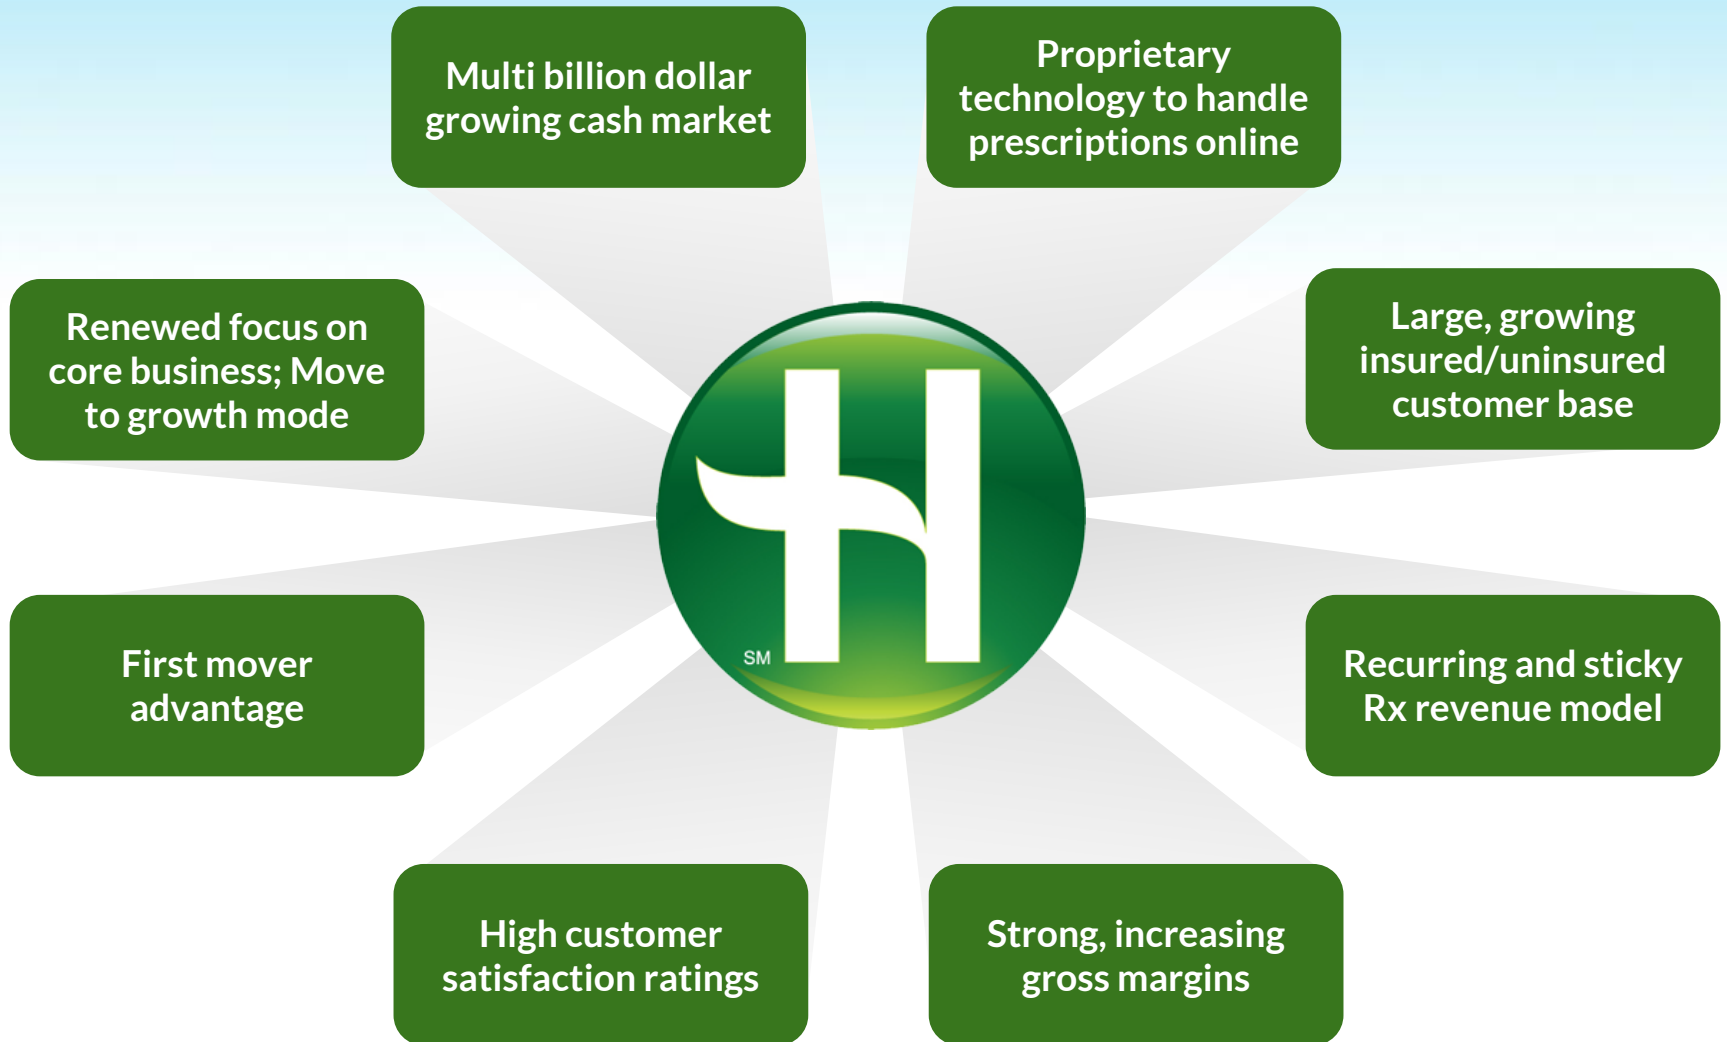 Multi billion dollar
growing cash market
Proprietary
technology to handle
prescriptions online
Renewed focus on
core business; Move
to growth mode
Large, growing
insured/uninsured
customer base
H
SM
First mover
advantage
Recurring and sticky
Rx revenue model
High customer
satisfaction ratings
Strong, increasing
gross margins